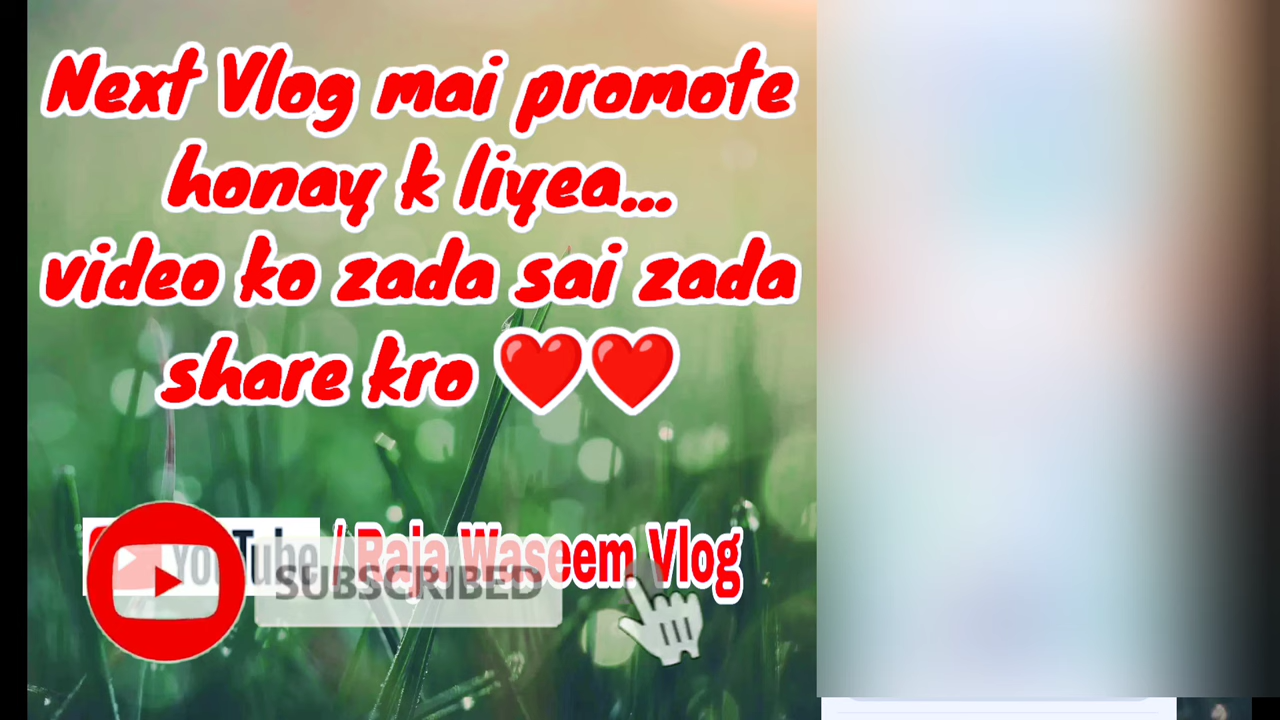 Next Vlog mai promote
honay k liyea...
video ko zada sai zada
share kro ❤️❤️
YouTube / Raja Waseem Vlog
SUBSCRIBED